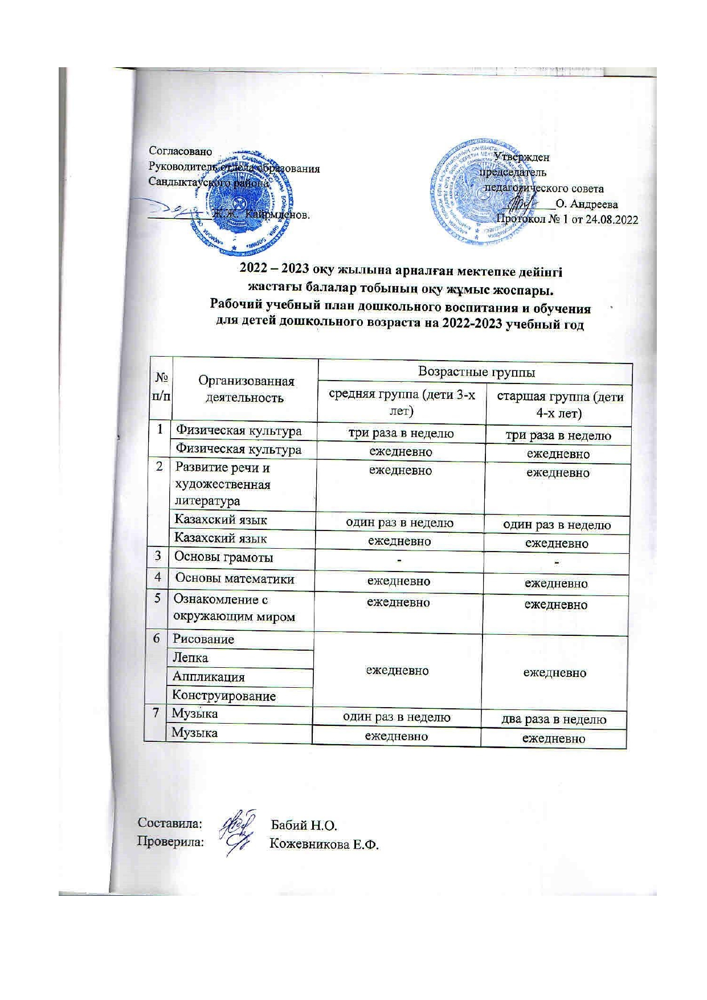 Согласовано
Руководитель отдела образования
Сандыктауского района
Ж.Ж. Кайрмденов.
Утвержден
председатель
педагогического совета
О. Андреева
Протокол № 1 от 24.08.2022
2022 – 2023 оқу жылына арналған мектепке дейінгі
жастағы балалар тобының оқу жұмыс жоспары.
Рабочий учебный план дошкольного воспитания и обучения
для детей дошкольного возраста на 2022-2023 учебный год
№ п/п
Организованная деятельность
Возрастные группы
средняя группа (дети 3-х лет)
старшая группа (дети 4-х лет)
1 Физическая культура три раза в неделю три раза в неделю
Физическая культура ежедневно ежедневно
2 Развитие речи и ежедневно ежедневно
художественная
литература
Казахский язык один раз в неделю один раз в неделю
Казахский язык ежедневно ежедневно
3 Основы грамоты - -
4 Основы математики ежедневно ежедневно
5 Ознакомление с ежедневно ежедневно
окружающим миром
6 Рисование
Лепка
ежедневно ежедневно
Аппликация
Конструирование
7 Музыка один раз в неделю два раза в неделю
Музыка ежедневно ежедневно
Составила: Бабий Н.О.
Проверила: Кожевникова Е.Ф.